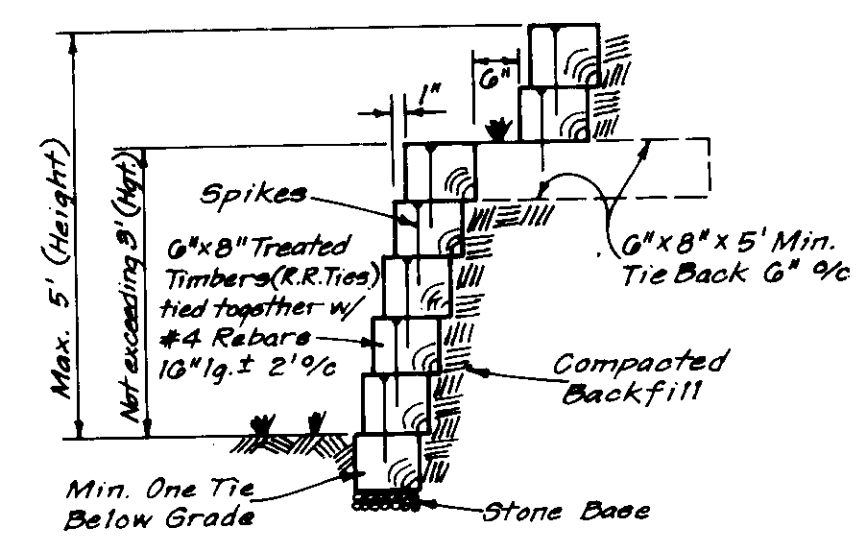 Max. 5' (Height)
Not exceeding 3' (Hgt.)
1"
6"
Spikes
6"x8" Treated
Timbers (R.R. Ties)
tied together w/
#4 Rebars
16" lg. ± 2' o/c
6"x8"x5' Min.
Tie Back 6" o/c
Compacted
Backfill
Min. One Tie
Below Grade
Stone Base